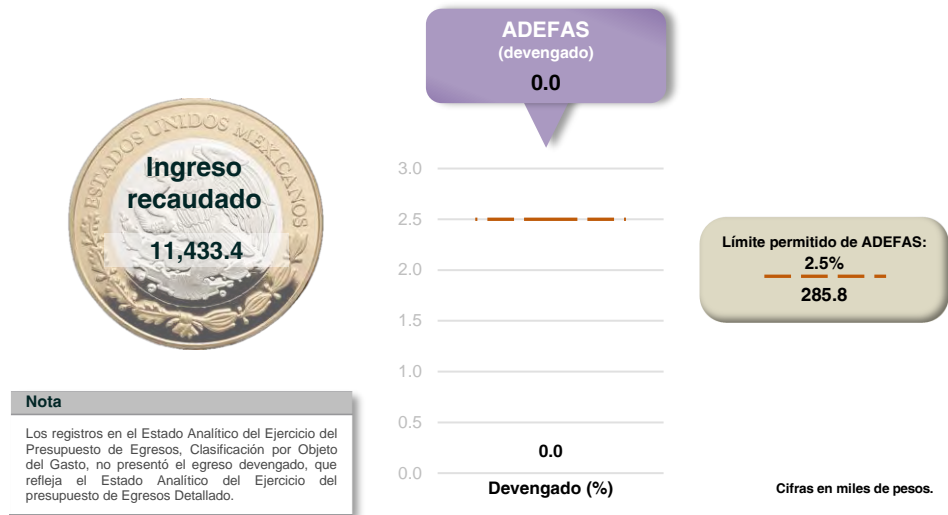 ADEFAS
(devengado)
0.0
ESTADOS UNIDOS MEXICANOS
Ingreso
recaudado
11,433.4
3.0
2.5
2.0
1.5
1.0
0.5
0.0
0.0
Devengado (%)
Límite permitido de ADEFAS:
2.5%
285.8
Nota
Los registros en el Estado Analítico del Ejercicio del
Presupuesto de Egresos, Clasificación por Objeto
del Gasto, no presentó el egreso devengado, que
refleja el Estado Analítico del Ejercicio del
presupuesto de Egresos Detallado.
Cifras en miles de pesos.